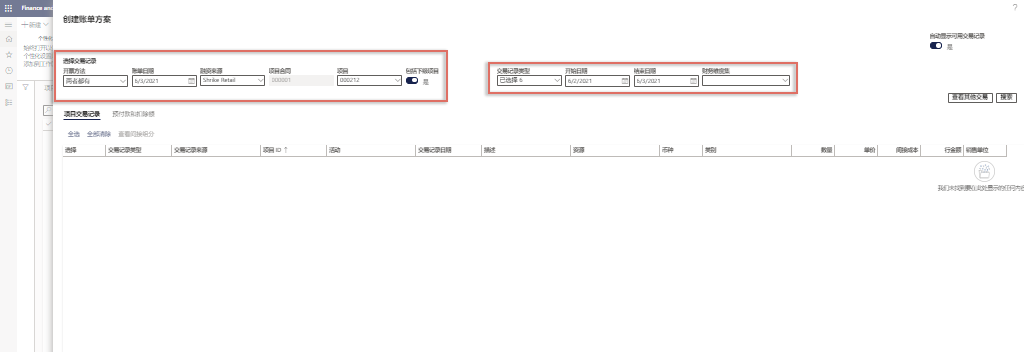 Finance and
新建
?
创建账单方案
自动显示可用交易记录
是
选择交易记录
开票方法 账单日期 融资来源 项目合同 项目 包括下级项目
两者都有 6/3/2021 Shrike Retail 000001 000212 是
交易记录类型 开始日期 结束日期 财务维度集
已选择 6 6/2/2021 6/3/2021
查看其他交易 搜索
项目交易记录 预付款和扣除额
全选 全部清除 查看间接组分
选择 交易记录类型 交易记录来源 项目 ID ↑ 活动 交易记录日期 描述 资源 币种 类别 数量 单价 间接成本 行金额 销售单位
我们未找到要在此处显示的任何内容